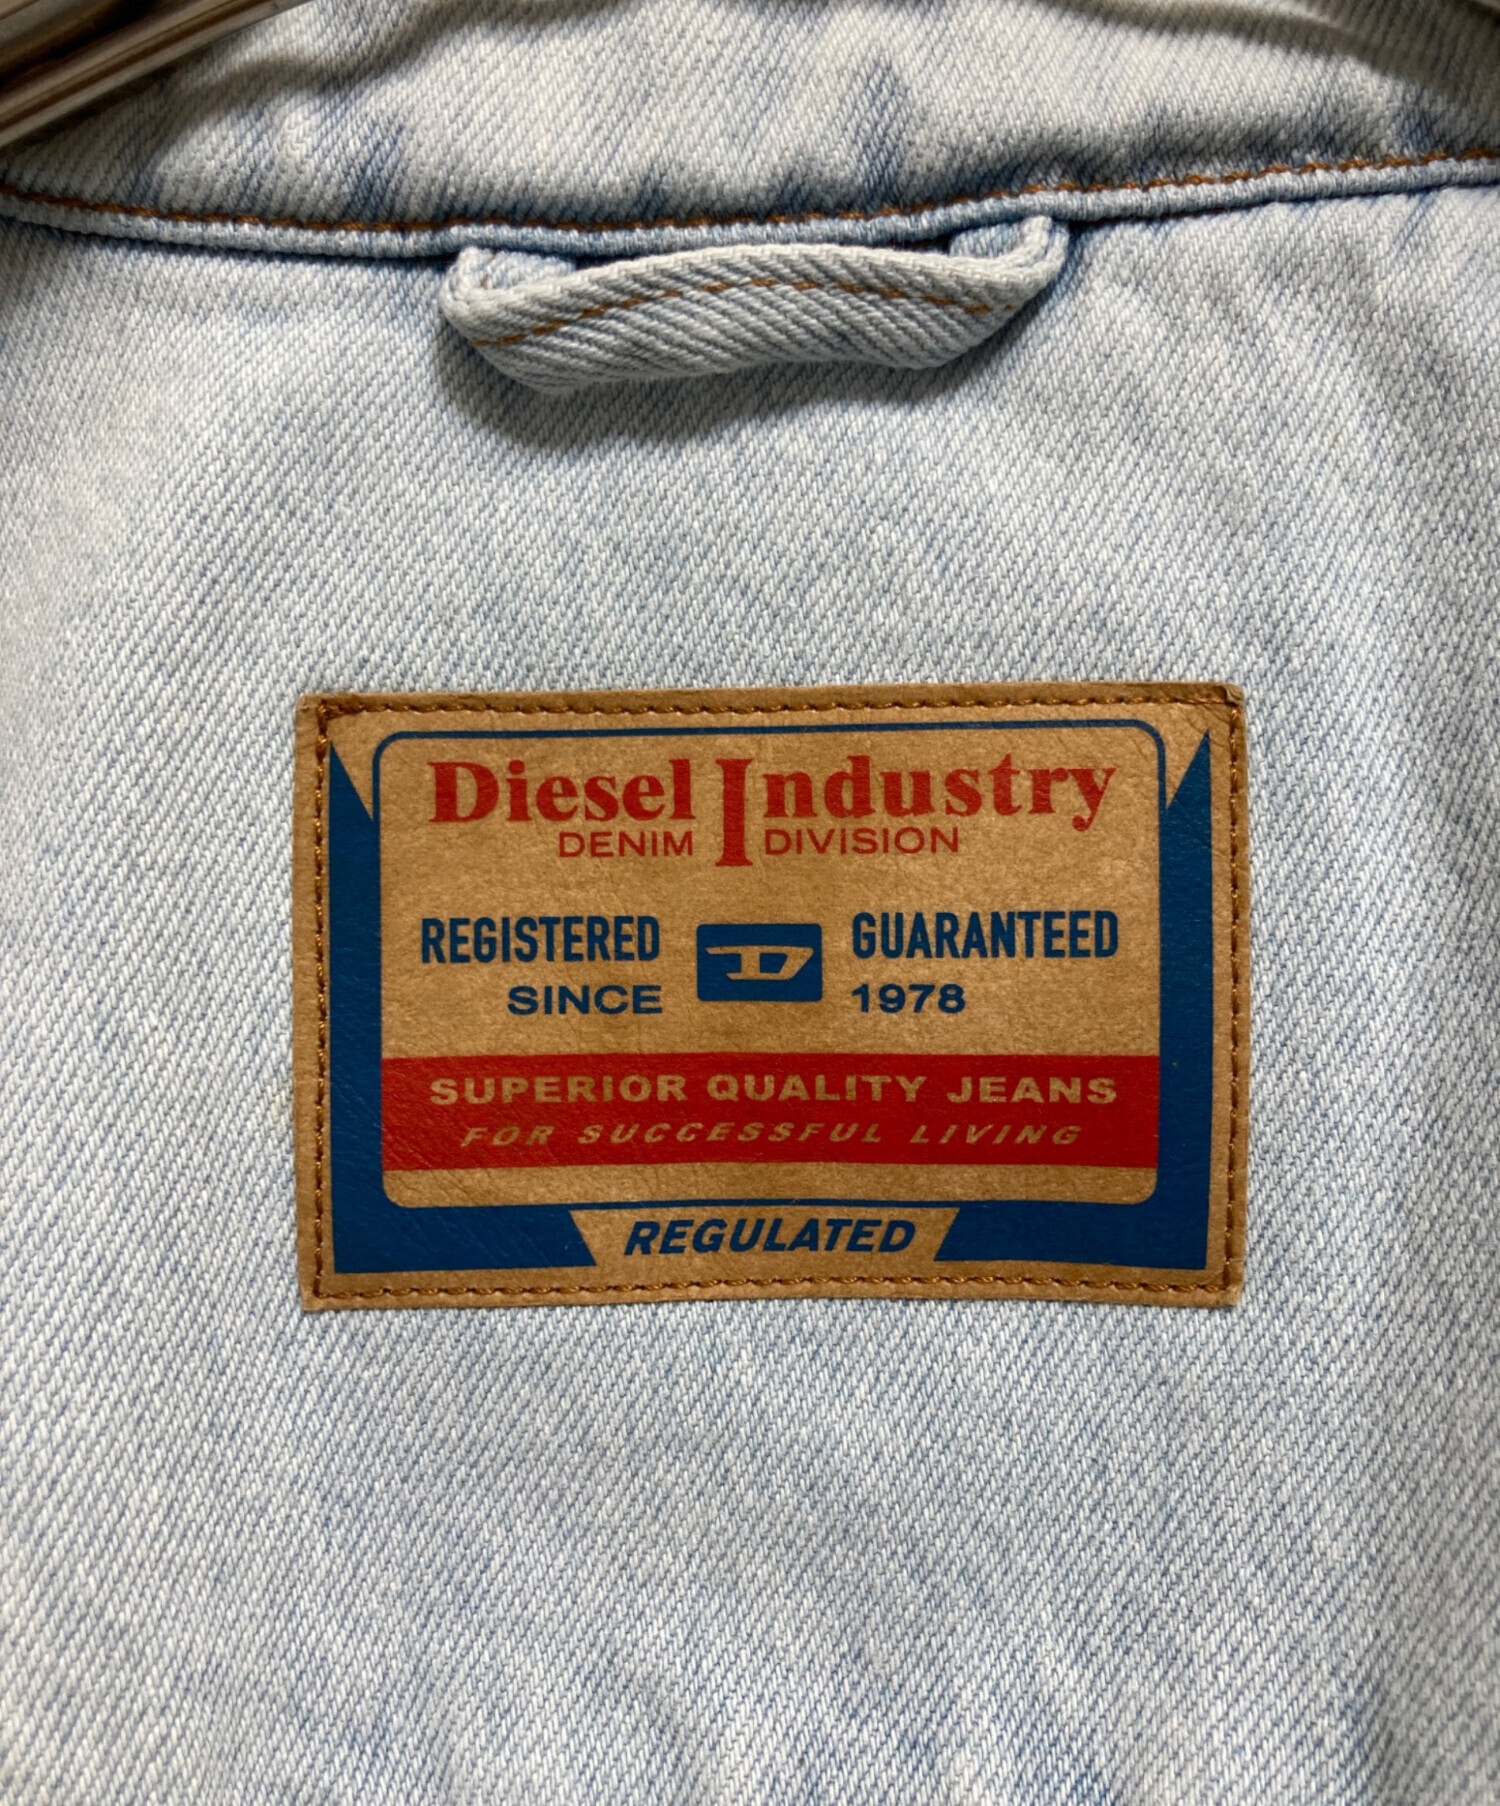 Diesel Industry
DENIM DIVISION
REGISTERED D GUARANTEED
SINCE 1978
SUPERIOR QUALITY JEANS
FOR SUCCESSFUL LIVING
REGULATED